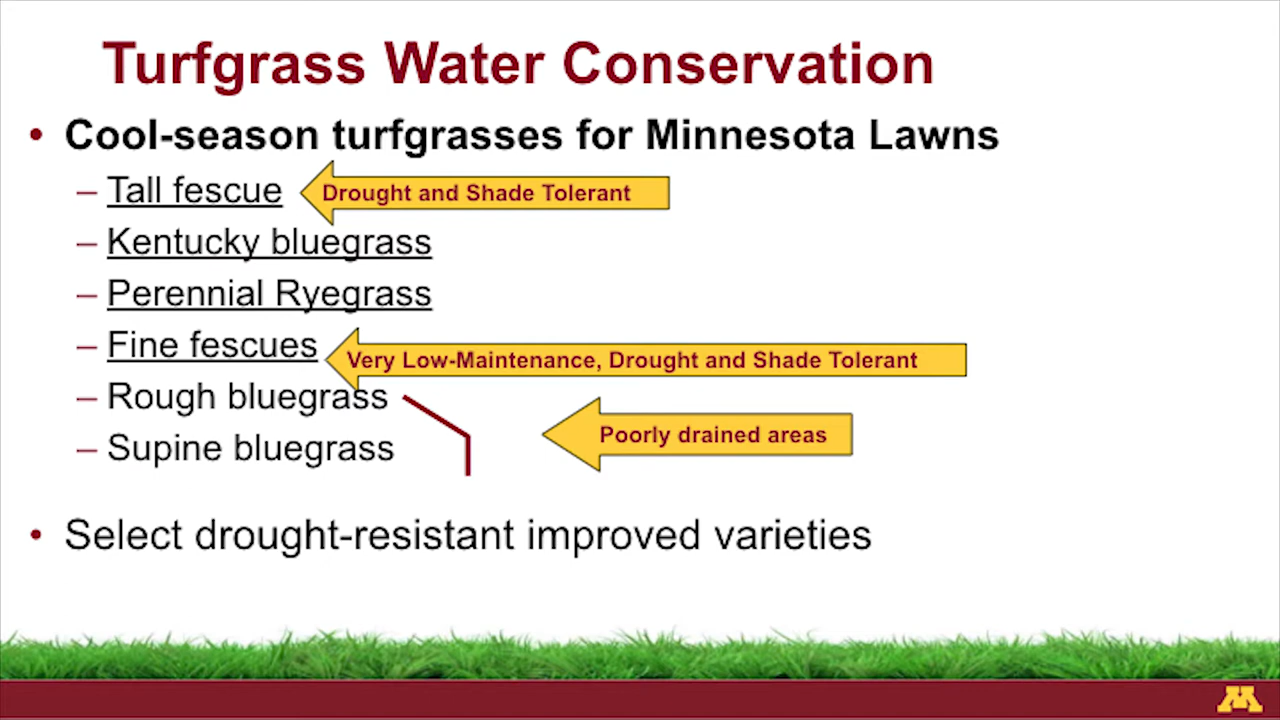 Turfgrass Water Conservation
• Cool-season turfgrasses for Minnesota Lawns
– Tall fescue
Drought and Shade Tolerant
– Kentucky bluegrass
– Perennial Ryegrass
– Fine fescues
Very Low-Maintenance, Drought and Shade Tolerant
– Rough bluegrass
Poorly drained areas
– Supine bluegrass
• Select drought-resistant improved varieties
M